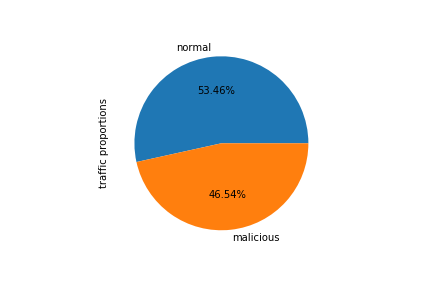 normal
53.46%
traffic proportions
46.54%
malicious